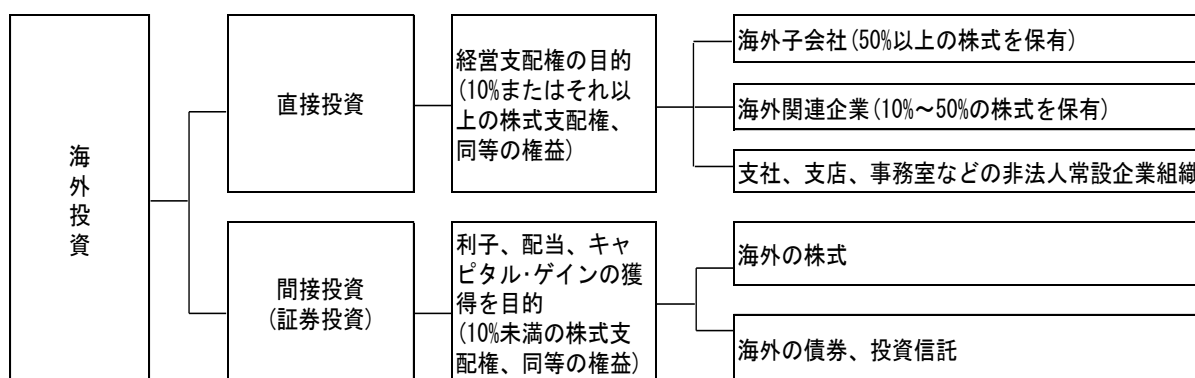 海外投資
直接投資
経営支配権の目的
(10%またはそれ以
上の株式支配権、
同等の権益)
海外子会社(50%以上の株式を保有)
海外関連企業(10%～50%の株式を保有)
支社、支店、事務室などの非法人常設企業組織
間接投資
(証券投資)
利子、配当、キャ
ピタル・ゲインの獲
得を目的
(10%未満の株式支
配権、同等の権益)
海外の株式
海外の債券、投資信託